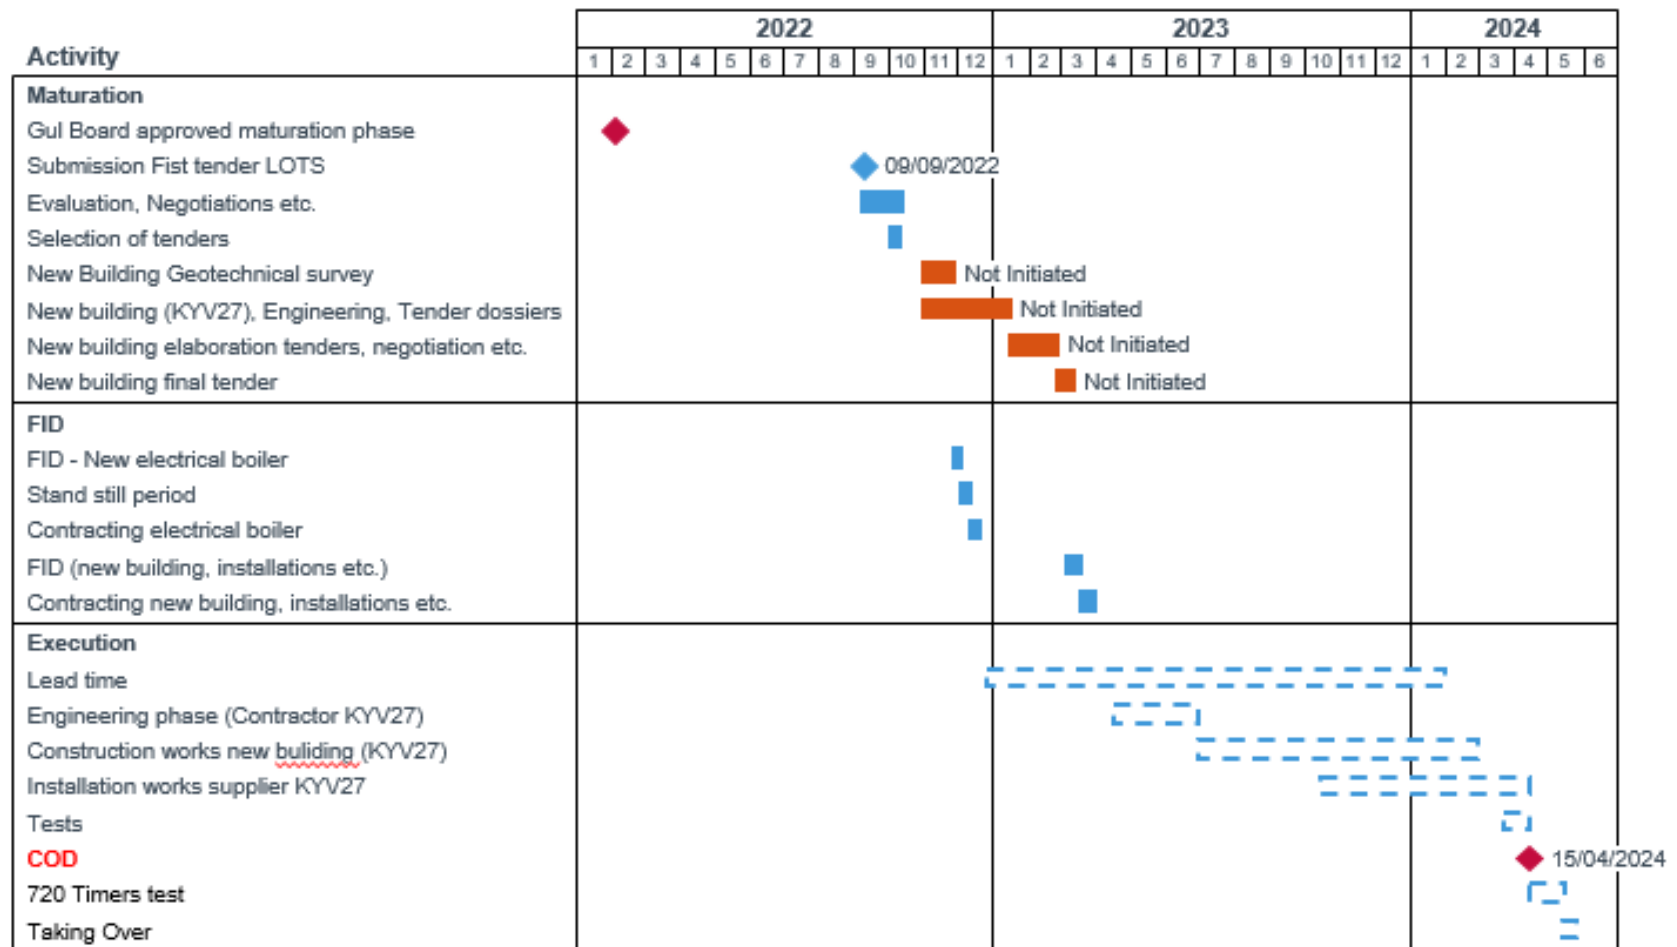 2022 2023 2024
Activity 1 2 3 4 5 6 7 8 9 10 11 12 1 2 3 4 5 6 7 8 9 10 11 12 1 2 3 4 5 6
Maturation
Gul Board approved maturation phase
Submission Fist tender LOTS 09/09/2022
Evaluation, Negotiations etc.
Selection of tenders
New Building Geotechnical survey Not Initiated
New building (KYV27), Engineering, Tender dossiers Not Initiated
New building elaboration tenders, negotiation etc. Not Initiated
New building final tender Not Initiated
FID
FID - New electrical boiler
Stand still period
Contracting electrical boiler
FID (new building, installations etc.)
Contracting new building, installations etc.
Execution
Lead time
Engineering phase (Contractor KYV27)
Construction works new buliding (KYV27)
Installation works supplier KYV27
Tests
COD 15/04/2024
720 Timers test
Taking Over